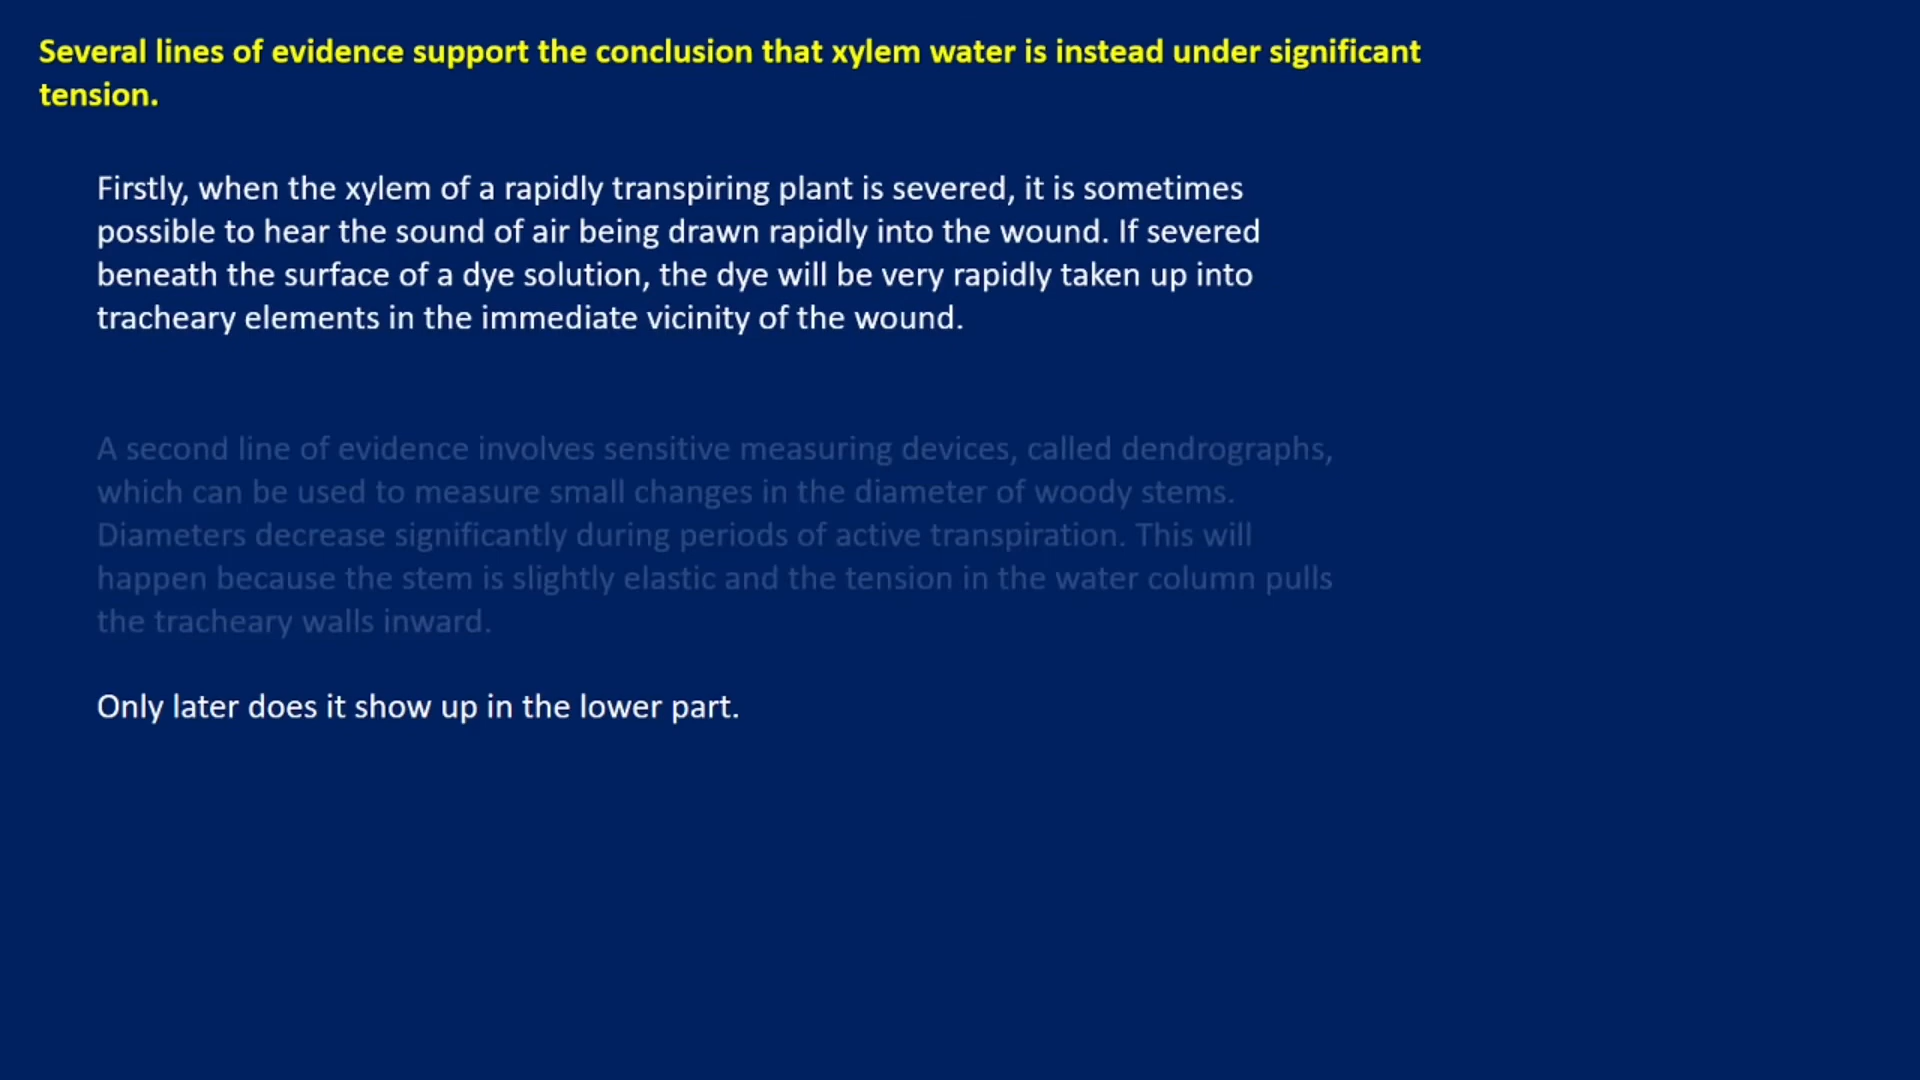 Several lines of evidence support the conclusion that xylem water is instead under significant
tension.
Firstly, when the xylem of a rapidly transpiring plant is severed, it is sometimes
possible to hear the sound of air being drawn rapidly into the wound. If severed
beneath the surface of a dye solution, the dye will be very rapidly taken up into
tracheary elements in the immediate vicinity of the wound.
A second line of evidence involves sensitive measuring devices, called dendrographs,
which can be used to measure small changes in the diameter of woody stems.
Diameters decrease significantly during periods of active transpiration. This will
happen because the stem is slightly elastic and the tension in the water column pulls
the tracheary walls inward.
Only later does it show up in the lower part.